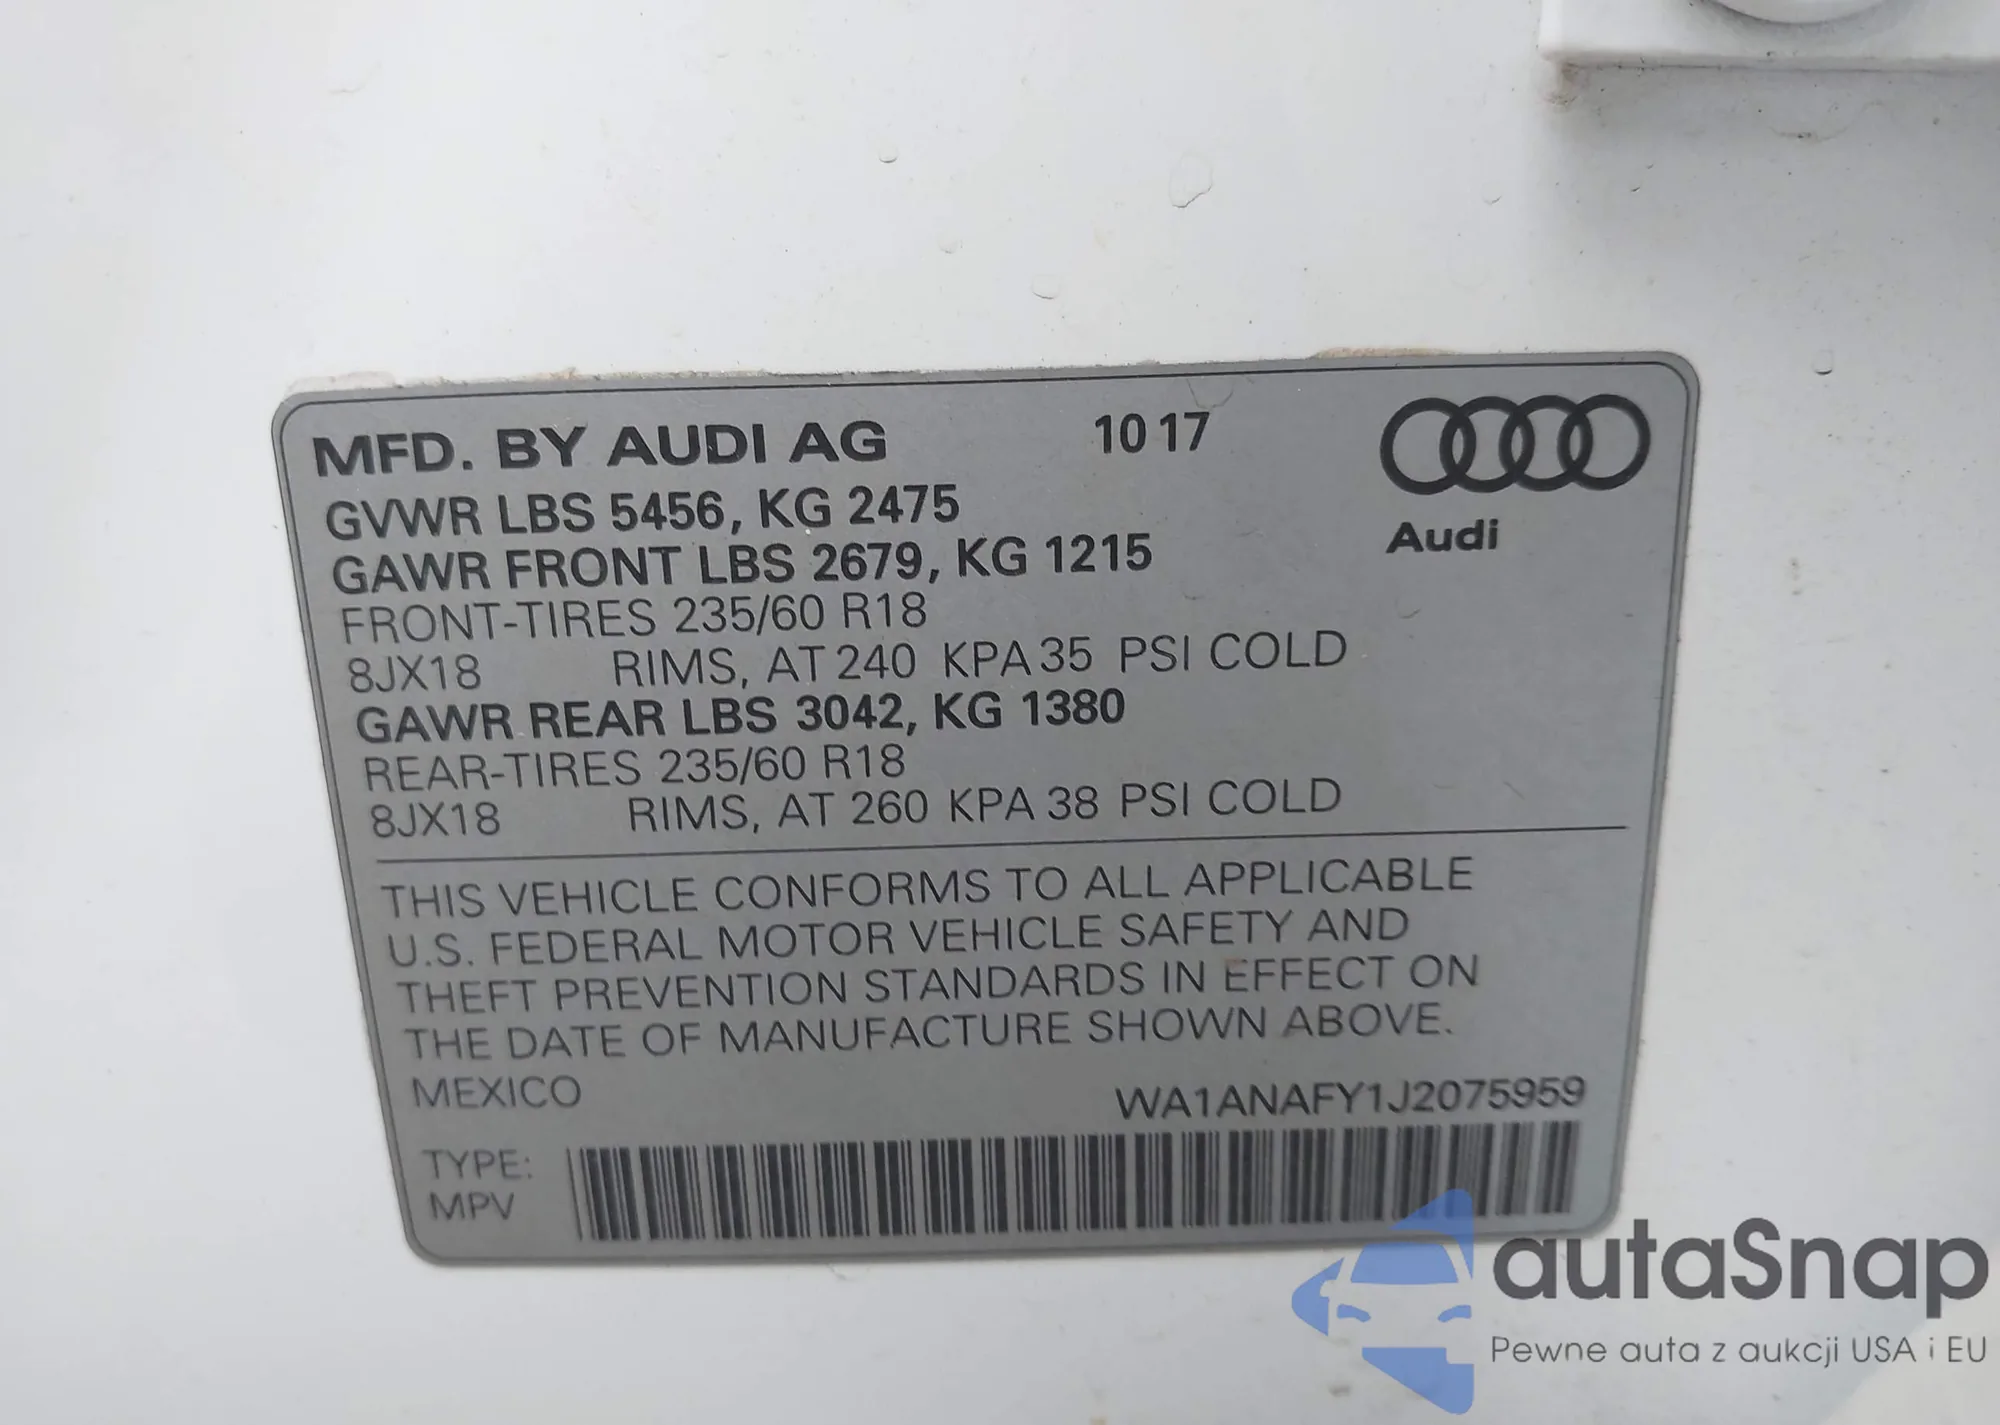 MFD. BY AUDI AG 10 17
GVWR LBS 5456, KG 2475
Audi
GAWR FRONT LBS 2679, KG 1215
FRONT-TIRES 235/60 R18
8JX18 RIMS, AT 240 KPA 35 PSI COLD
GAWR REAR LBS 3042, KG 1380
REAR-TIRES 235/60 R18
8JX18 RIMS, AT 260 KPA 38 PSI COLD
THIS VEHICLE CONFORMS TO ALL APPLICABLE
U.S. FEDERAL MOTOR VEHICLE SAFETY AND
THEFT PREVENTION STANDARDS IN EFFECT ON
THE DATE OF MANUFACTURE SHOWN ABOVE.
MEXICO WA1ANAFY1J2075959
TYPE:
MPV
autaSnap
Pewne auta z aukcji USA i EU